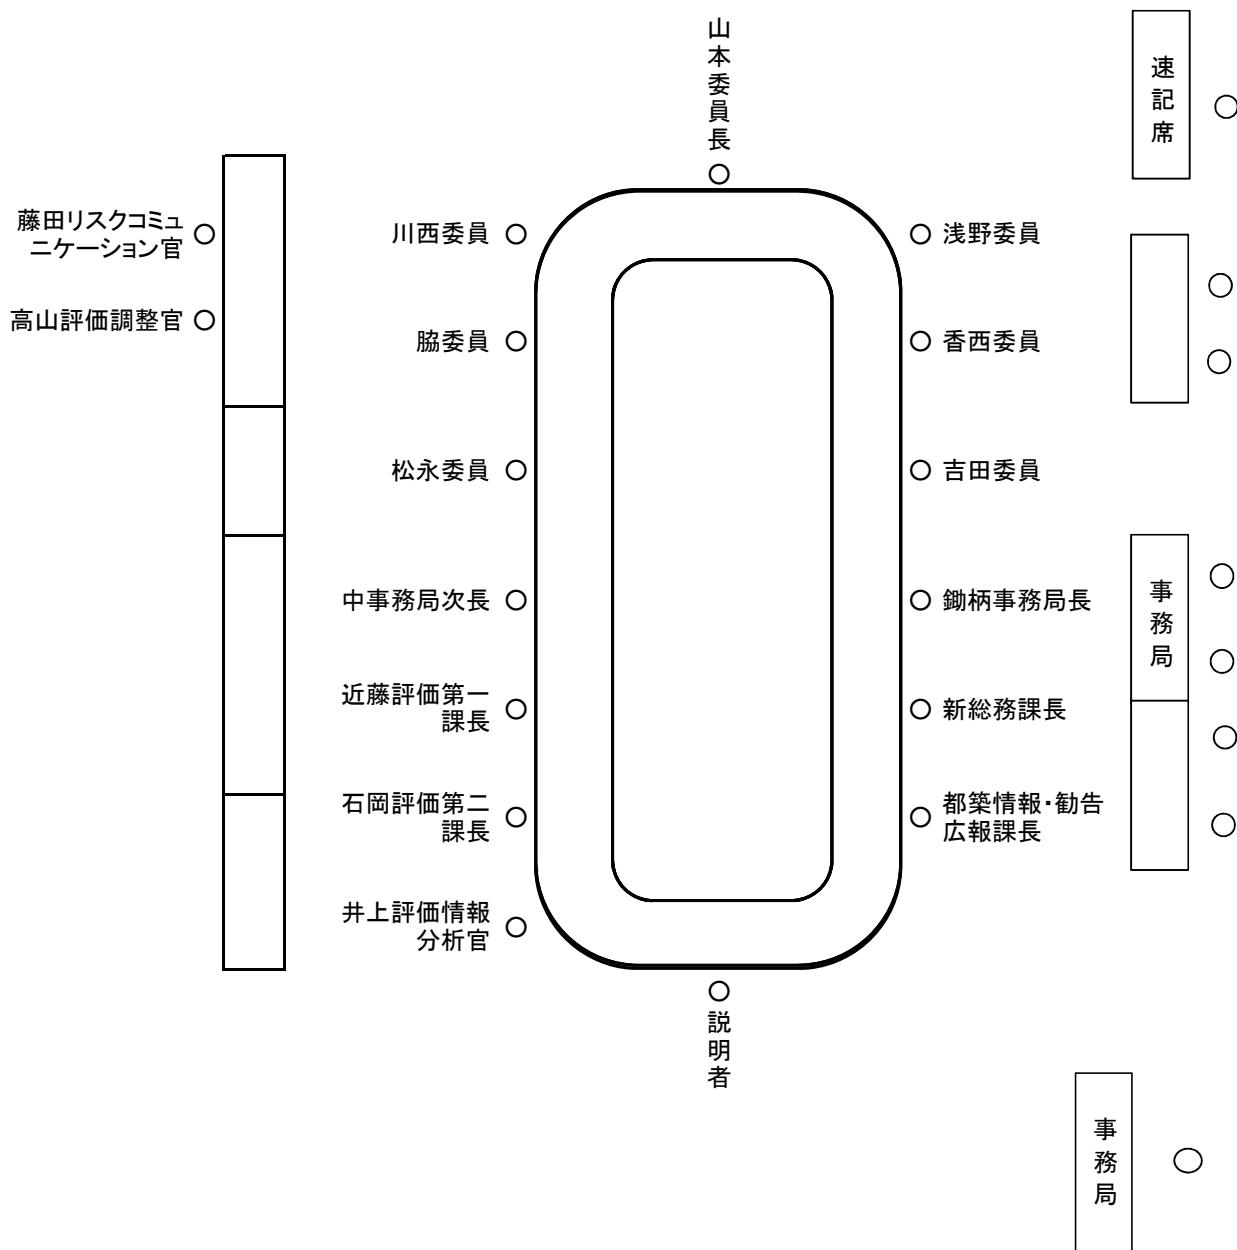 山本委員長
速記席
藤田リスクコミュ
ニケーション官
高山評価調整官
川西委員
脇委員
松永委員
中事務局次長
近藤評価第一
課長
石岡評価第二
課長
井上評価情報
分析官
浅野委員
香西委員
吉田委員
鋤柄事務局長
新総務課長
都築情報・勧告
広報課長
事務局
説明者
事務局